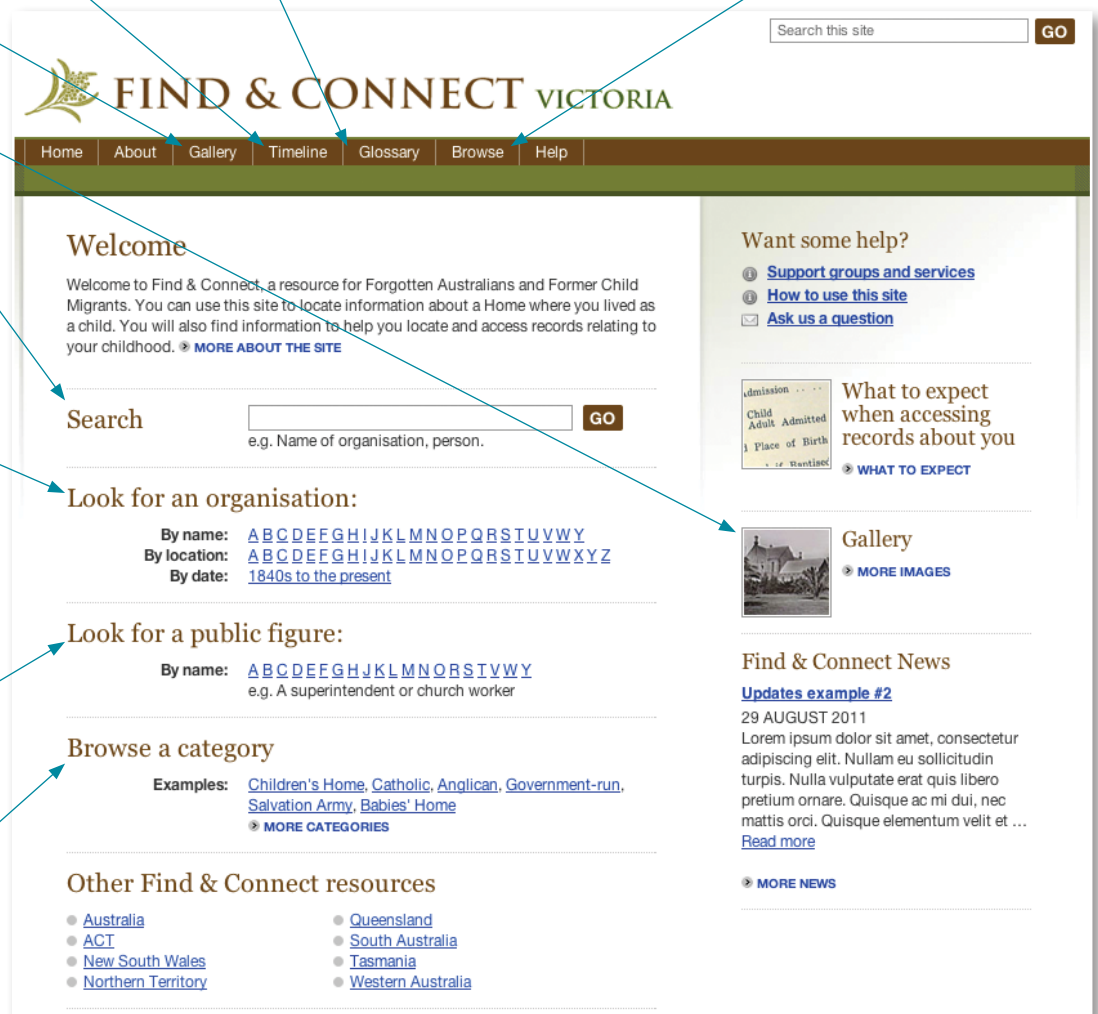 Search this site GO
FIND & CONNECT VICTORIA
Home About Gallery Timeline Glossary Browse Help
Welcome
Welcome to Find & Connect, a resource for Forgotten Australians and Former Child
Migrants. You can use this site to locate information about a Home where you lived as
a child. You will also find information to help you locate and access records relating to
your childhood. MORE ABOUT THE SITE
Search GO
e.g. Name of organisation, person.
Look for an organisation:
By name: A B C D E F G H I J K L M N O P Q R S T U V W Y
By location: A B C D E F G H I J K L M N O P Q R S T U V W X Y Z
By date: 1840s to the present
Look for a public figure:
By name: A B C D E F G H J K L M N O R S T V W Y
e.g. A superintendent or church worker
Browse a category
Examples: Children's Home, Catholic, Anglican, Government-run,
Salvation Army, Babies' Home
MORE CATEGORIES
Other Find & Connect resources
Australia
ACT
New South Wales
Northern Territory
Queensland
South Australia
Tasmania
Western Australia
Want some help?
Support groups and services
How to use this site
Ask us a question
dmission
Child
Adult Admitted
Place of Birth
What to expect
when accessing
records about you
WHAT TO EXPECT
Gallery
MORE IMAGES
Find & Connect News
Updates example #2
29 AUGUST 2011
Lorem ipsum dolor sit amet, consectetur
adipiscing elit. Nullam eu sollicitudin
turpis. Nulla vulputate erat quis libero
pretium ornare. Quisque ac mi dui, nec
mattis orci. Quisque elementum velit et …
Read more
MORE NEWS